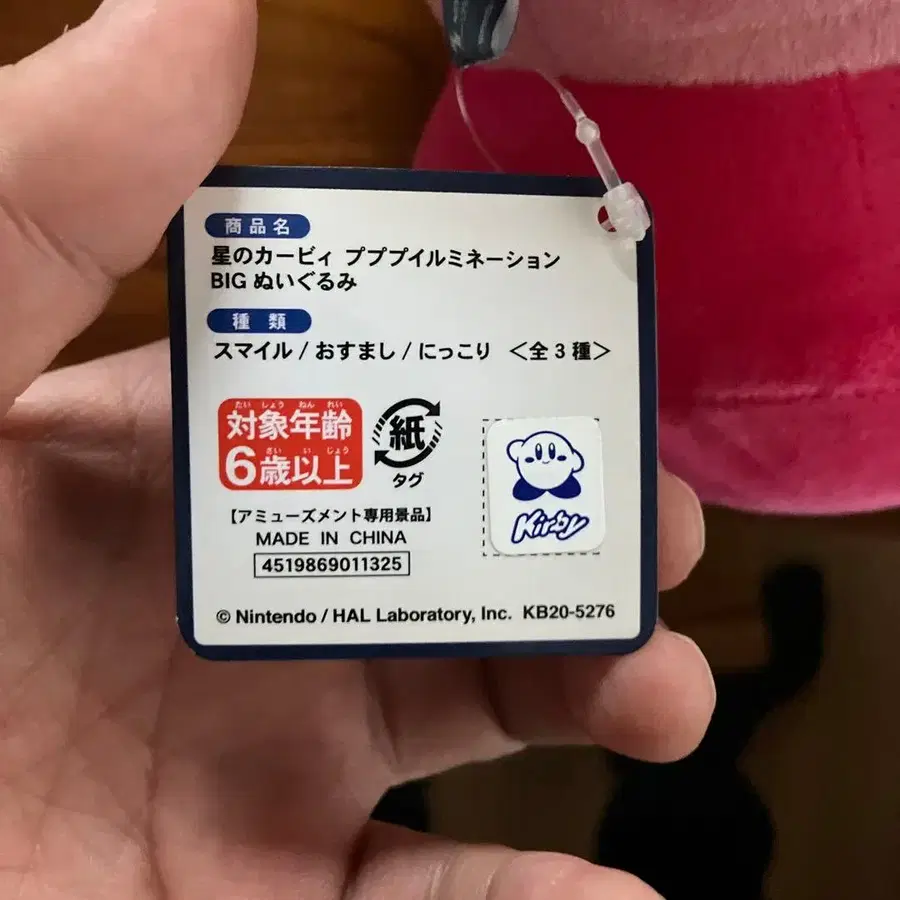 商品名
星のカービィ プププイルミネーション
BIG ぬいぐるみ
種類
スマイル / おすまし / にっこり <全3種>
たい しょう ねん れい
対象年齢
さい い じょう
6歳以上
紙
タグ
【アミューズメント専用景品】
MADE IN CHINA
4519869011325
Kirby
© Nintendo / HAL Laboratory, Inc. KB20-5276